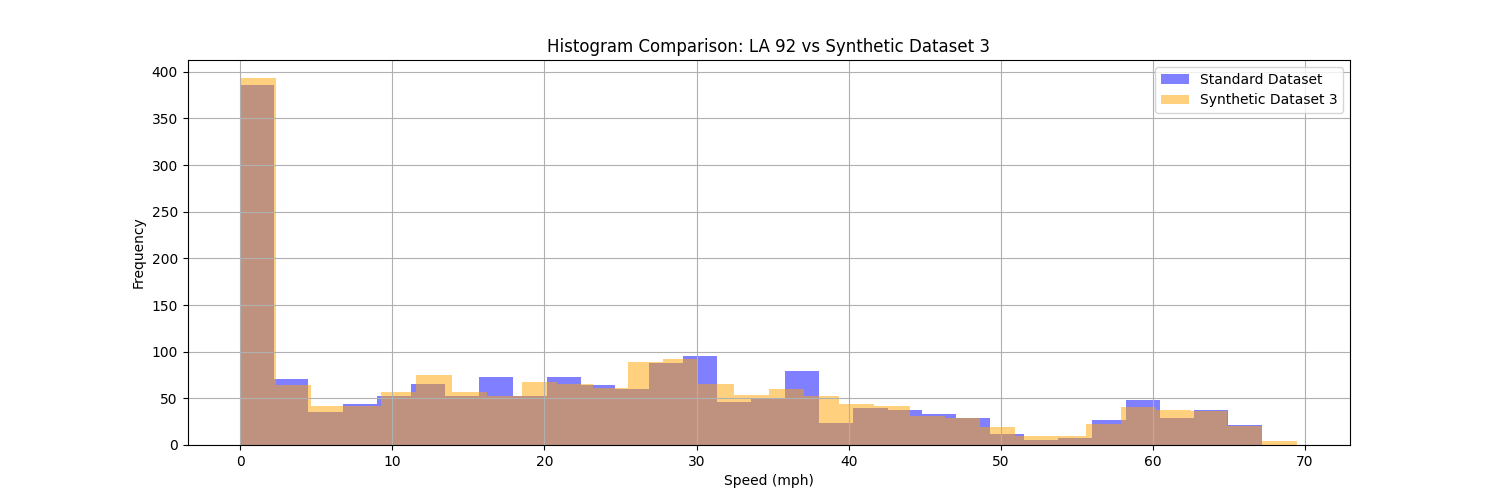 Histogram Comparison: LA 92 vs Synthetic Dataset 3
Standard Dataset
Synthetic Dataset 3
400
350
300
250
200
150
100
50
0
Frequency
0 10 20 30 40 50 60 70
Speed (mph)